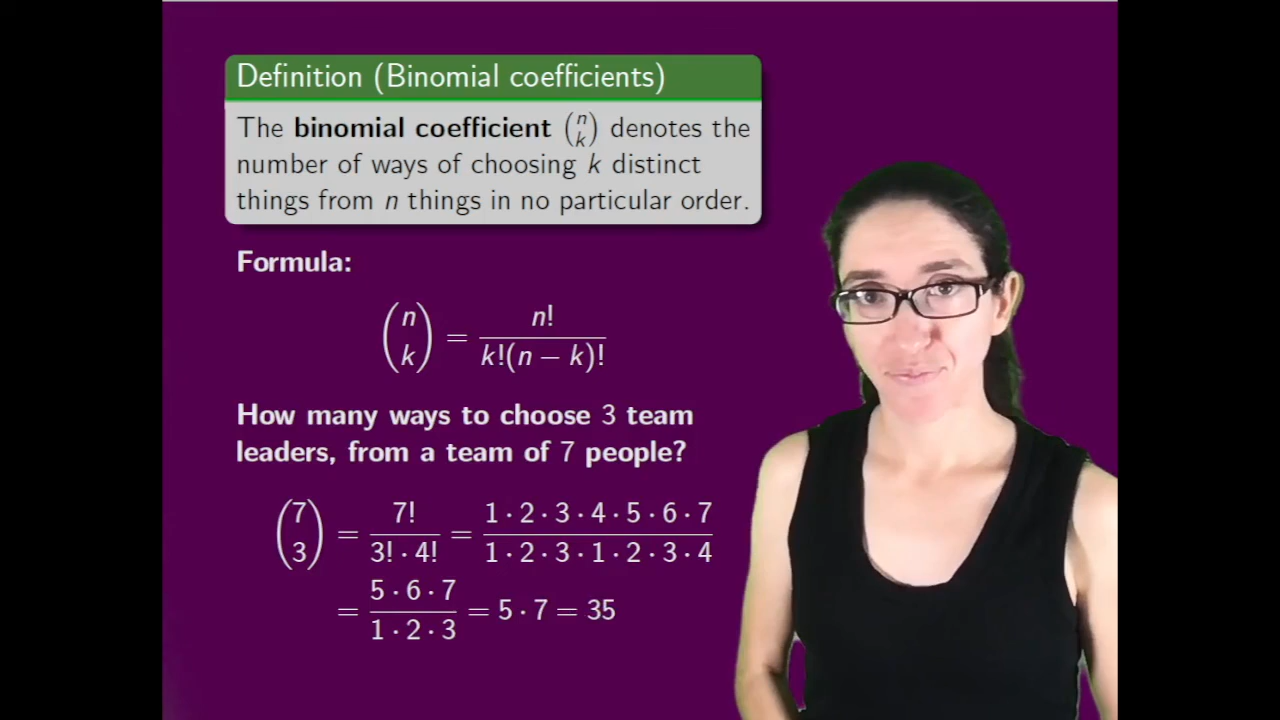 Definition (Binomial coefficients)
The binomial coefficient (n k) denotes the
number of ways of choosing k distinct
things from n things in no particular order.
Formula:
(n k) = n! / k!(n − k)!
How many ways to choose 3 team
leaders, from a team of 7 people?
(7 3) = 7! / 3! · 4! = 1 · 2 · 3 · 4 · 5 · 6 · 7 / 1 · 2 · 3 · 1 · 2 · 3 · 4
= 5 · 6 · 7 / 1 · 2 · 3 = 5 · 7 = 35